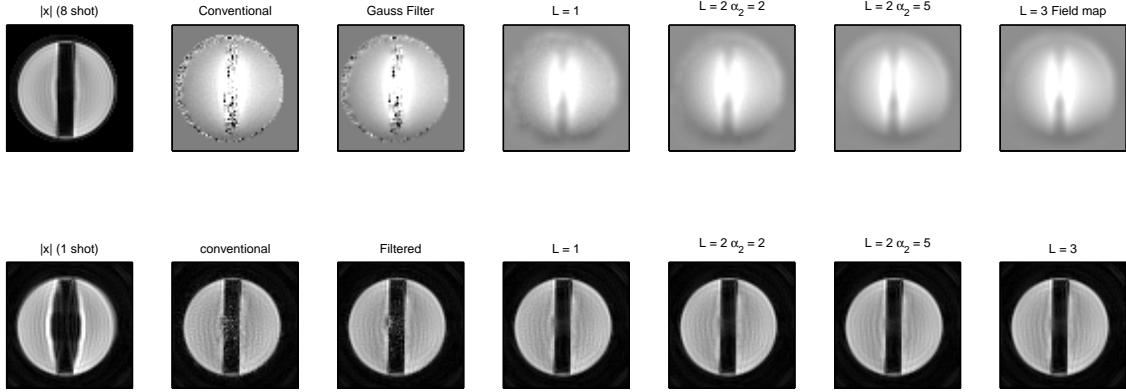 |x| (8 shot)
Conventional
Gauss Filter
L = 1
L = 2 α₂ = 2
L = 2 α₂ = 5
L = 3 Field map
|x| (1 shot)
conventional
Filtered
L = 1
L = 2 α₂ = 2
L = 2 α₂ = 5
L = 3